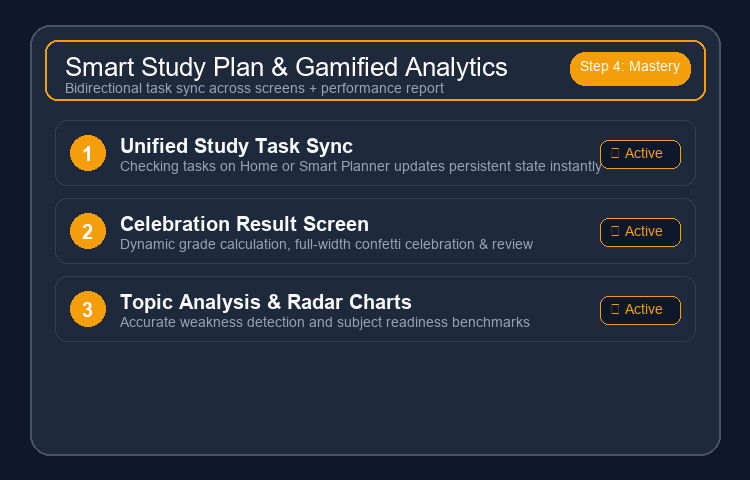 Smart Study Plan & Gamified Analytics
Step 4: Mastery
Bidirectional task sync across screens + performance report
1
Unified Study Task Sync
Checking tasks on Home or Smart Planner updates persistent state instantly
Active
2
Celebration Result Screen
Dynamic grade calculation, full-width confetti celebration & review
Active
3
Topic Analysis & Radar Charts
Accurate weakness detection and subject readiness benchmarks
Active